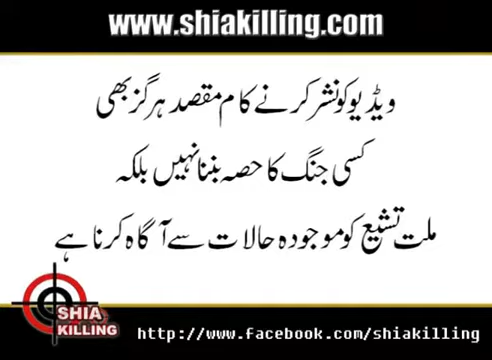 www.shiakilling.com
ویڈیو کو نشر کرنے کا م مقصد ہرگز بھی
کسی جنگ کا حصہ بننا نہیں بلکہ
ملت تشیع کو موجودہ حالات سے آگاہ کرنا ہے
SHIA
KILLING
http://www.facebook.com/shiakilling